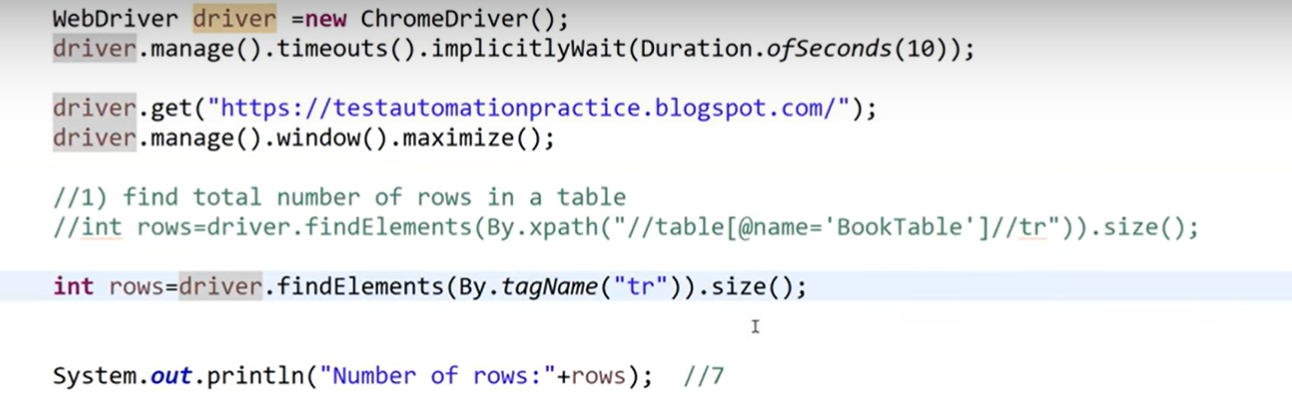 WebDriver driver =new ChromeDriver();
driver.manage().timeouts().implicitlyWait(Duration.ofSeconds(10));
driver.get("https://testautomationpractice.blogspot.com/");
driver.manage().window().maximize();
//1) find total number of rows in a table
//int rows=driver.findElements(By.xpath("//table[@name='BookTable']//tr")).size();
int rows=driver.findElements(By.tagName("tr")).size();
System.out.println("Number of rows:"+rows);  //7